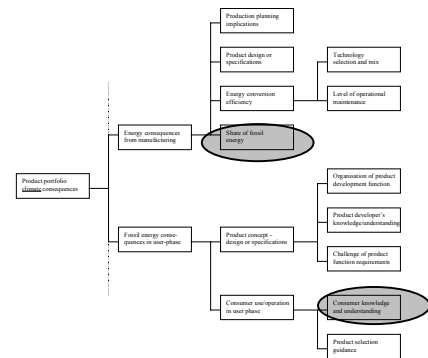 Production planning
implications
Product design or
specifications
Technology
selection and mix
Energy conversion
efficiency
Level of operational
maintenance
Energy consequences
from manufacturing
Share of fossil
energy
Product portfolio
climate consequences
Organisation of product
development function
Fossil energy conse-
quences in user-phase
Product concept -
design or specifications
Product developer's
knowledge/understanding
Challenge of product
function requirements
Consumer use/operation
in user phase
Consumer knowledge
and understanding
Product selection
guidance